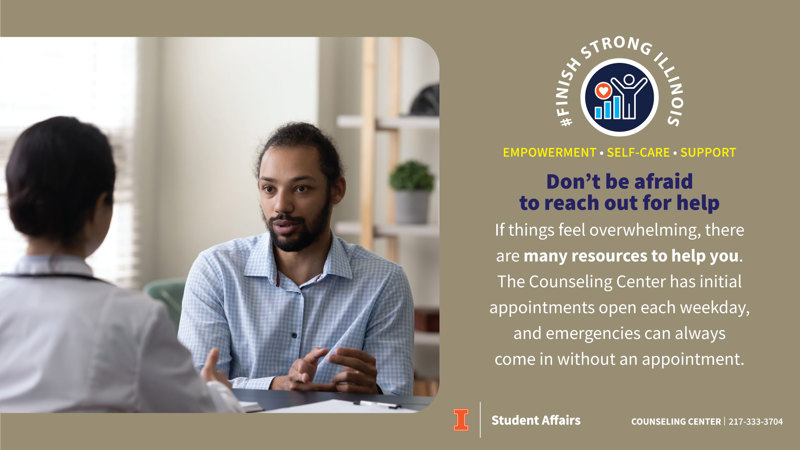 #FINISH STRONG ILLINOIS
EMPOWERMENT • SELF-CARE • SUPPORT
Don’t be afraid
to reach out for help
If things feel overwhelming, there
are many resources to help you.
The Counseling Center has initial
appointments open each weekday,
and emergencies can always
come in without an appointment.
I
Student Affairs
COUNSELING CENTER | 217-333-3704